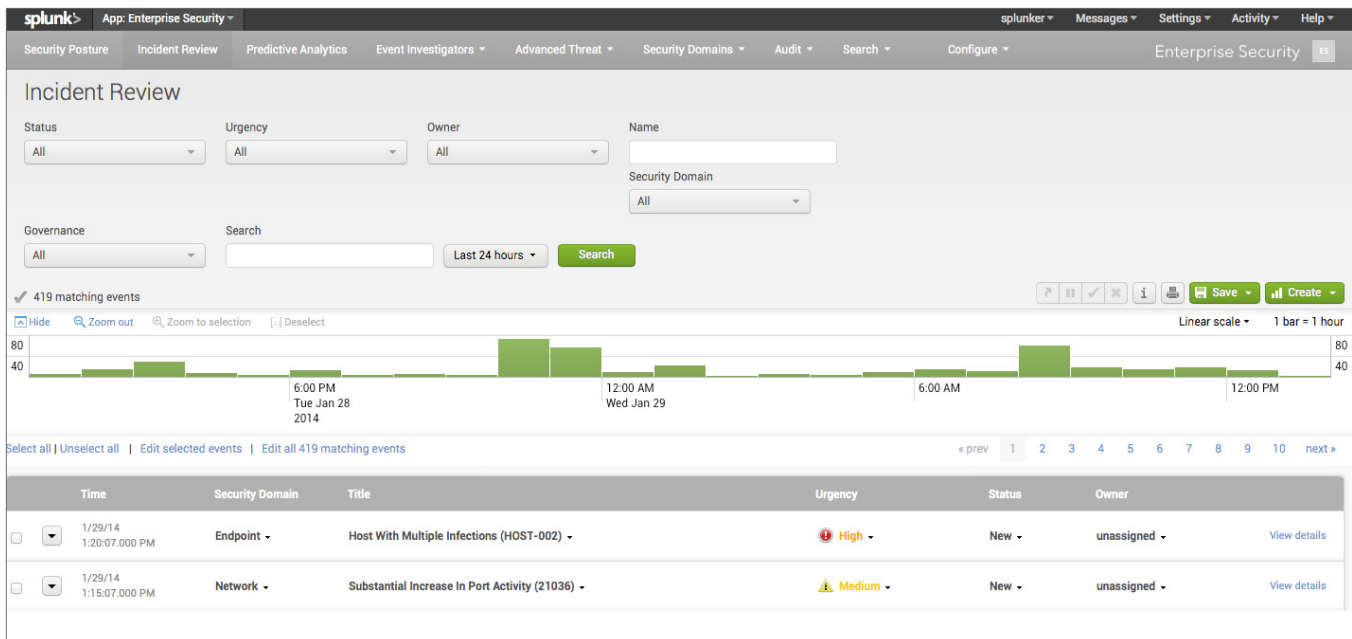 splunk> App: Enterprise Security splunker Messages Settings Activity Help
Security Posture Incident Review Predictive Analytics Event Investigators Advanced Threat Security Domains Audit Search Configure Enterprise Security ES
Incident Review
Status Urgency Owner Name
All All All
Security Domain
All
Governance Search
All Last 24 hours Search
419 matching events i Save Create
Hide Zoom out Zoom to selection [...] Deselect Linear scale 1 bar = 1 hour
80 80
40 40
6:00 PM 12:00 AM 6:00 AM 12:00 PM
Tue Jan 28 Wed Jan 29
2014
Select all | Unselect all | Edit selected events | Edit all 419 matching events « prev 1 2 3 4 5 6 7 8 9 10 next »
Time Security Domain Title Urgency Status Owner
1/29/14
1:20:07.000 PM Endpoint Host With Multiple Infections (HOST-002) High New unassigned View details
1/29/14
1:15:07.000 PM Network Substantial Increase In Port Activity (21036) Medium New unassigned View details